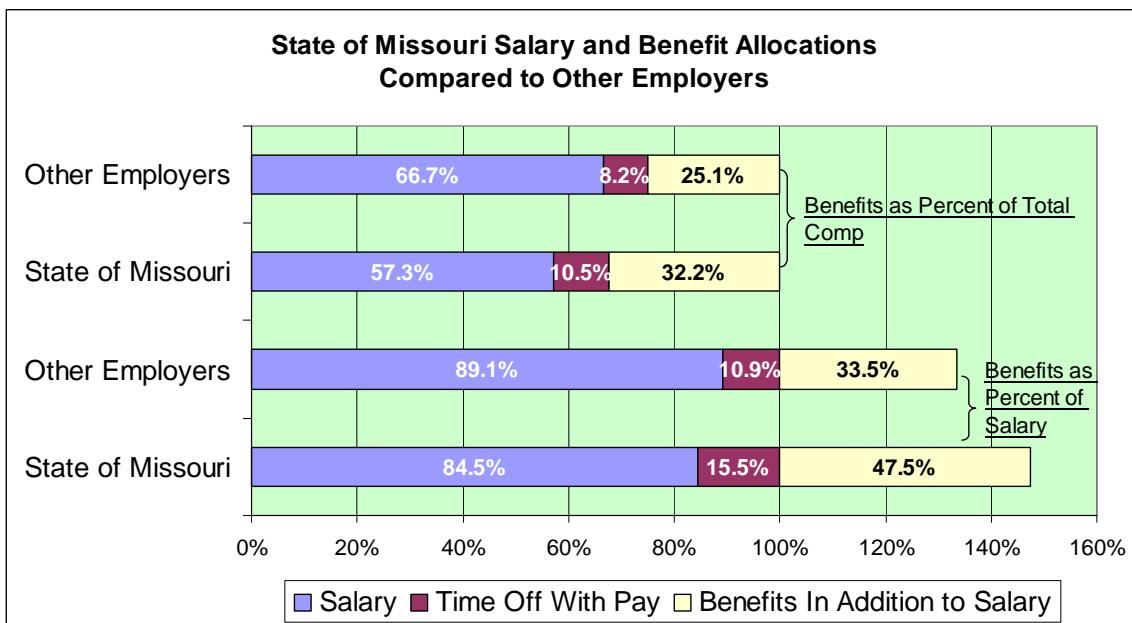 State of Missouri Salary and Benefit Allocations
Compared to Other Employers
Other Employers
66.7%
8.2%
25.1%
Benefits as Percent of Total
Comp
State of Missouri
57.3%
10.5%
32.2%
Other Employers
89.1%
10.9%
33.5%
Benefits as
Percent of
Salary
State of Missouri
84.5%
15.5%
47.5%
0% 20% 40% 60% 80% 100% 120% 140% 160%
Salary Time Off With Pay Benefits In Addition to Salary